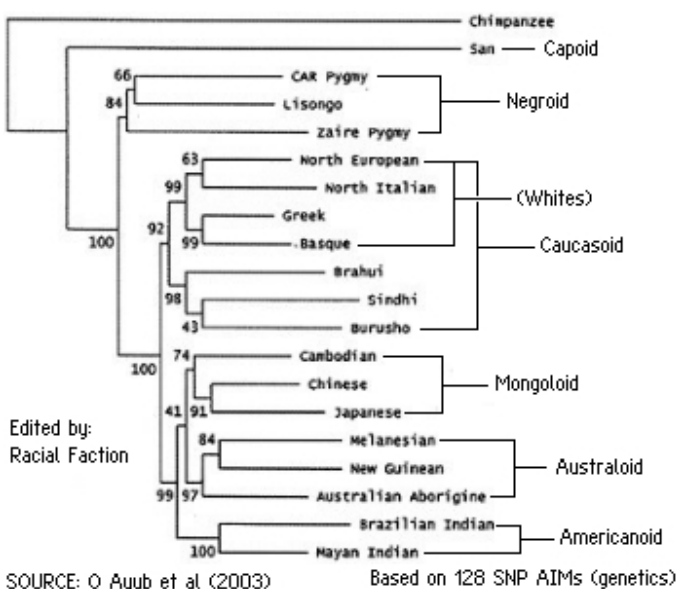 Chimpanzee
San Capoid
66 CAR Pygmy
84 Lisongo Negroid
Zaire Pygmy
63 North European
99 North Italian (Whites)
92 Greek
100 99 Basque Caucasoid
Brahui
98 Sindhi
43 Burusho
100 74 Cambodian
41 Chinese Mongoloid
91 Japanese
Edited by:
Racial Faction
84 Melanesian
New Guinean Australoid
99 97 Australian Aborigine
Brazilian Indian Americanoid
100 Mayan Indian
SOURCE: Q Ayub et al (2003) Based on 128 SNP AIMs (genetics)